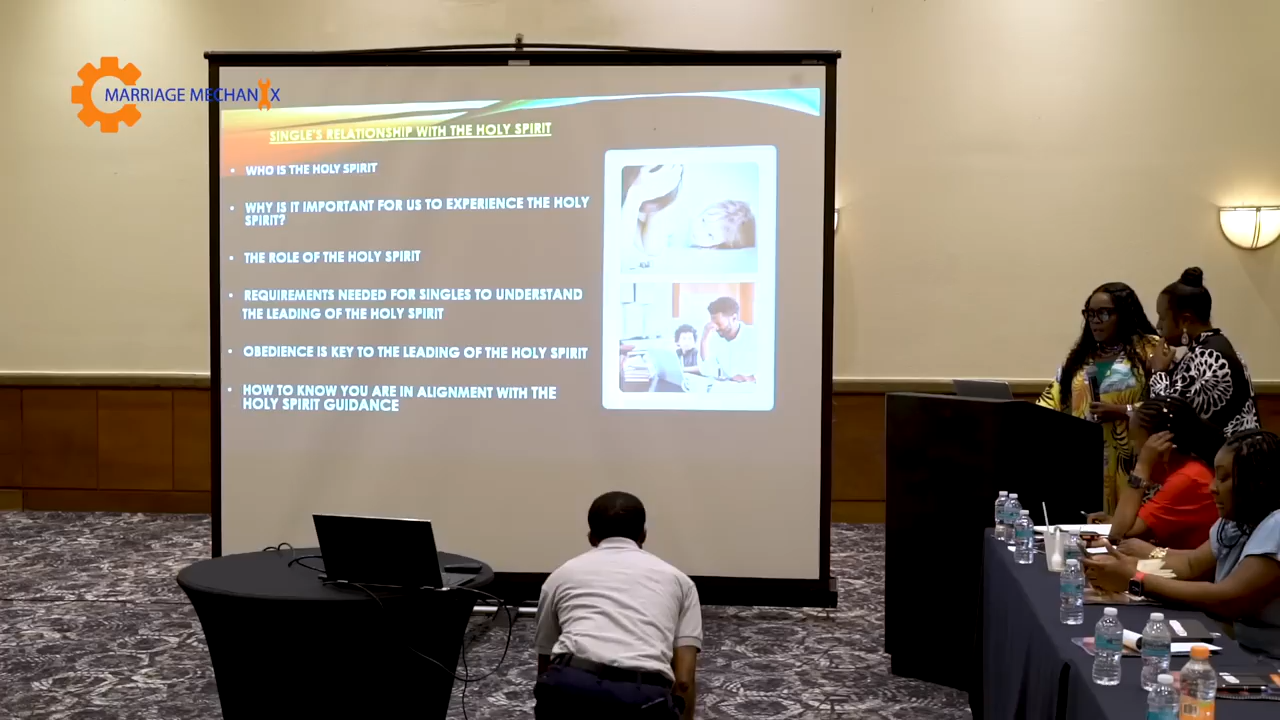 MARRIAGE MECHANIX
SINGLE'S RELATIONSHIP WITH THE HOLY SPIRIT
• WHO IS THE HOLY SPIRIT
• WHY IS IT IMPORTANT FOR US TO EXPERIENCE THE HOLY
SPIRIT?
• THE ROLE OF THE HOLY SPIRIT
• REQUIREMENTS NEEDED FOR SINGLES TO UNDERSTAND
THE LEADING OF THE HOLY SPIRIT
• OBEDIENCE IS KEY TO THE LEADING OF THE HOLY SPIRIT
• HOW TO KNOW YOU ARE IN ALIGNMENT WITH THE
HOLY SPIRIT GUIDANCE